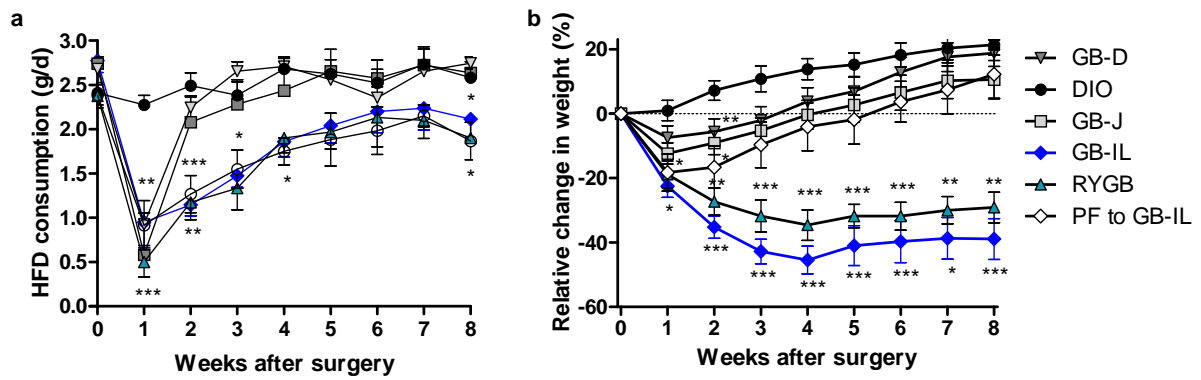 a
HFD consumption (g/d)
3.0
2.5
2.0
1.5
1.0
0.5
0.0
**
***
***
**
*
*
*
*
0 1 2 3 4 5 6 7 8
Weeks after surgery
b
Relative change in weight (%)
20
0
-20
-40
-60
**
*
*
** *** *** *** *** ** **
*
*** *** *** *** *** * ***
0 1 2 3 4 5 6 7 8
Weeks after surgery
GB-D
DIO
GB-J
GB-IL
RYGB
PF to GB-IL